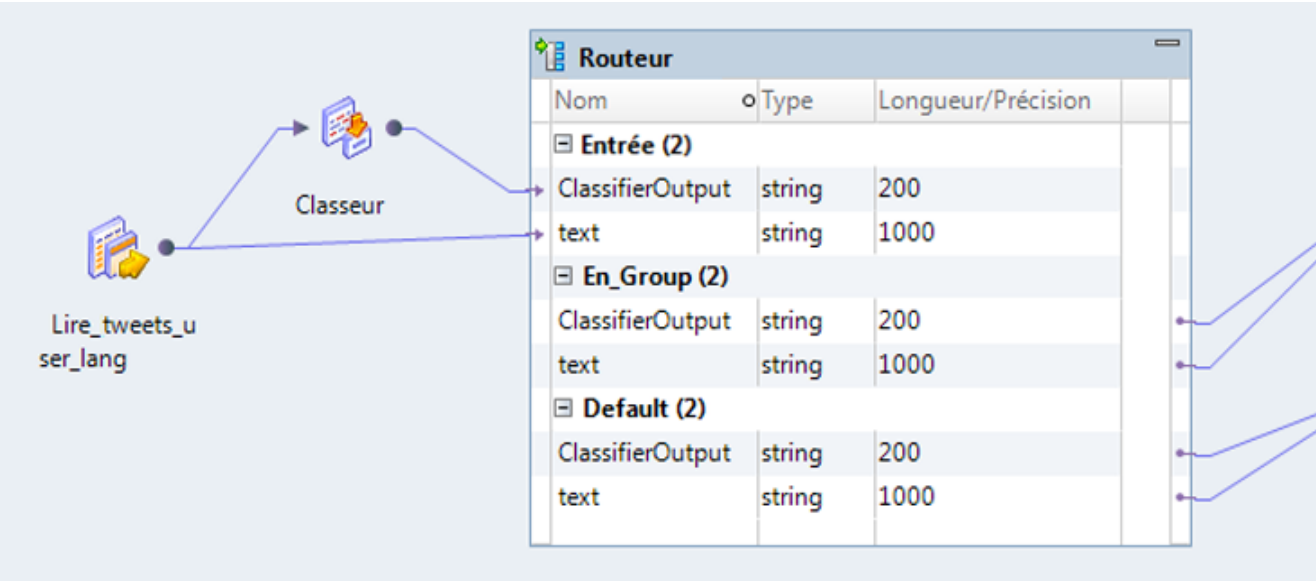 Routeur
Nom Type Longueur/Précision
Entrée (2)
ClassifierOutput string 200
text string 1000
En_Group (2)
ClassifierOutput string 200
text string 1000
Default (2)
ClassifierOutput string 200
text string 1000
Classeur
Lire_tweets_u
ser_lang